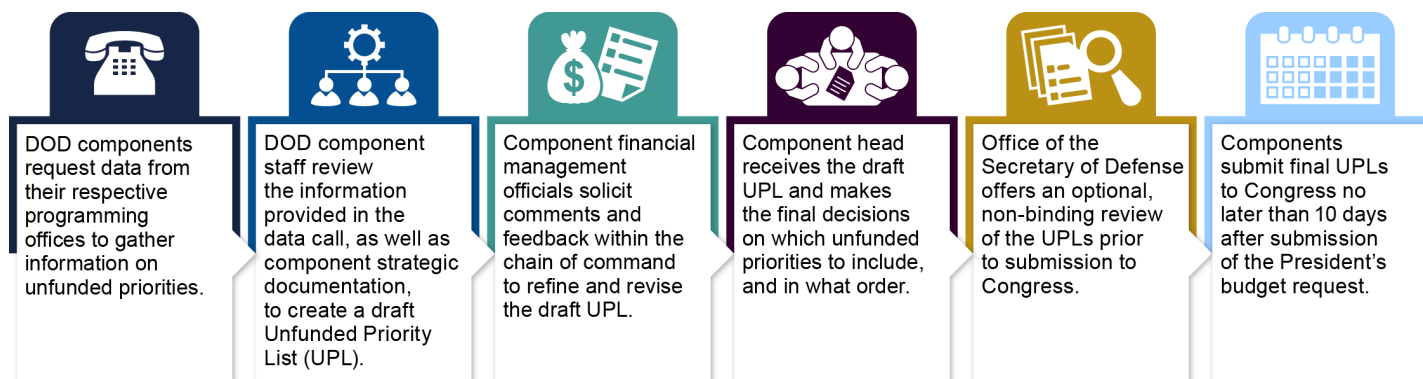 DOD components
request data from
their respective
programming
offices to gather
information on
unfunded priorities.
DOD component
staff review
the information
provided in the
data call, as well as
component strategic
documentation,
to create a draft
Unfunded Priority
List (UPL).
$
Component financial
management
officials solicit
comments and
feedback within the
chain of command
to refine and revise
the draft UPL.
Component head
receives the draft
UPL and makes
the final decisions
on which unfunded
priorities to include,
and in what order.
Office of the
Secretary of Defense
offers an optional,
non-binding review
of the UPLs prior
to submission to
Congress.
Components
submit final UPLs
to Congress no
later than 10 days
after submission
of the President’s
budget request.